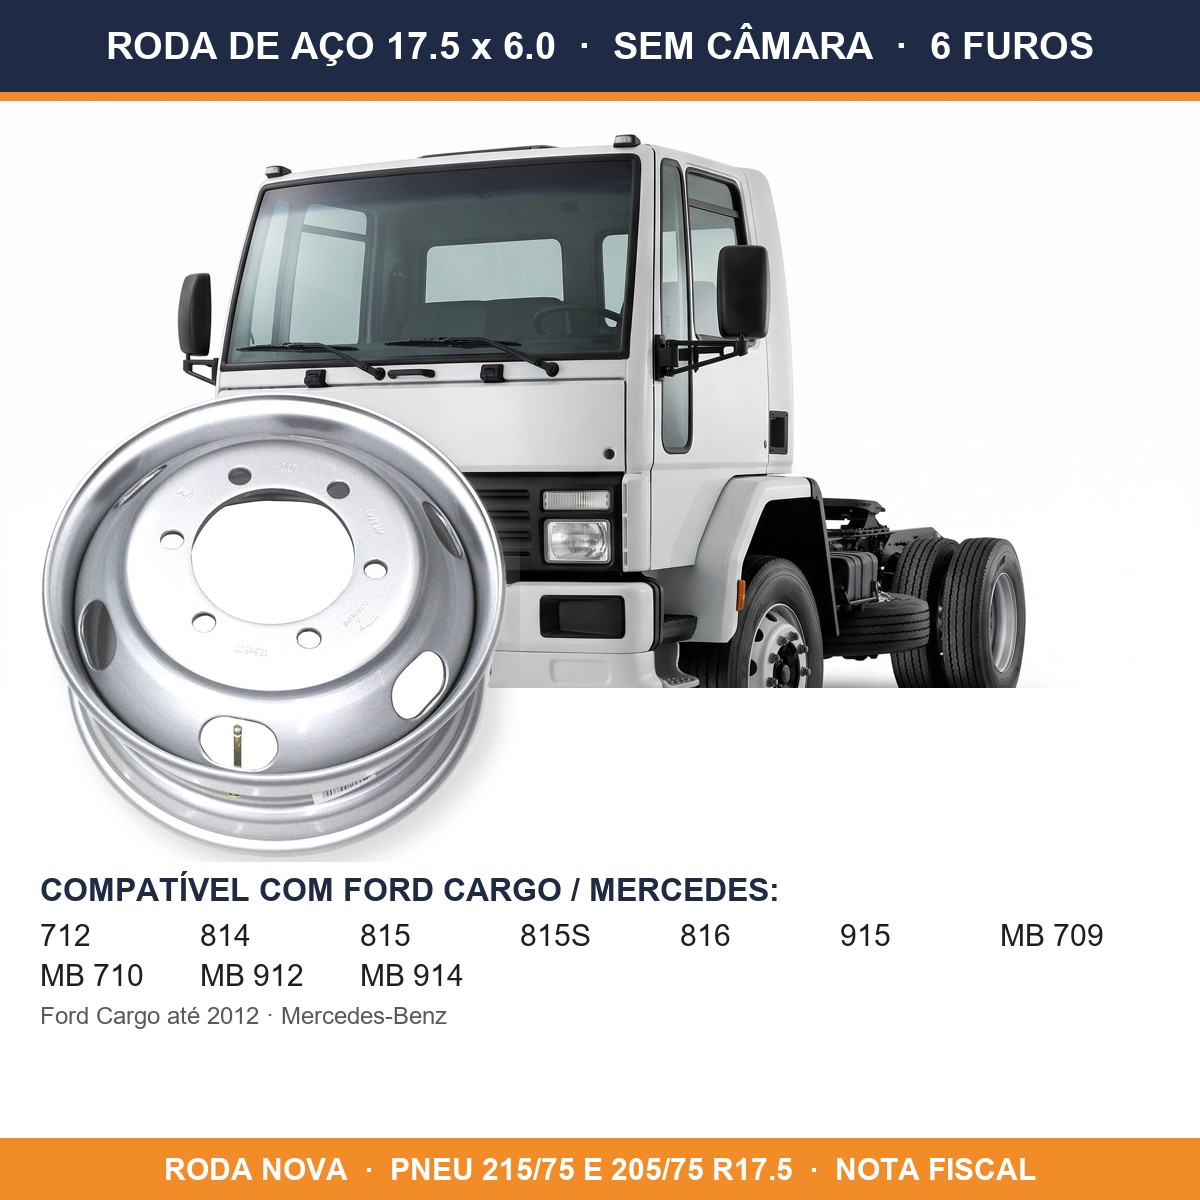 RODA DE AÇO 17.5 x 6.0 · SEM CÂMARA · 6 FUROS
COMPATÍVEL COM FORD CARGO / MERCEDES:
712 814 815 815S 816 915 MB 709
MB 710 MB 912 MB 914
Ford Cargo até 2012 · Mercedes-Benz
RODA NOVA · PNEU 215/75 E 205/75 R17.5 · NOTA FISCAL